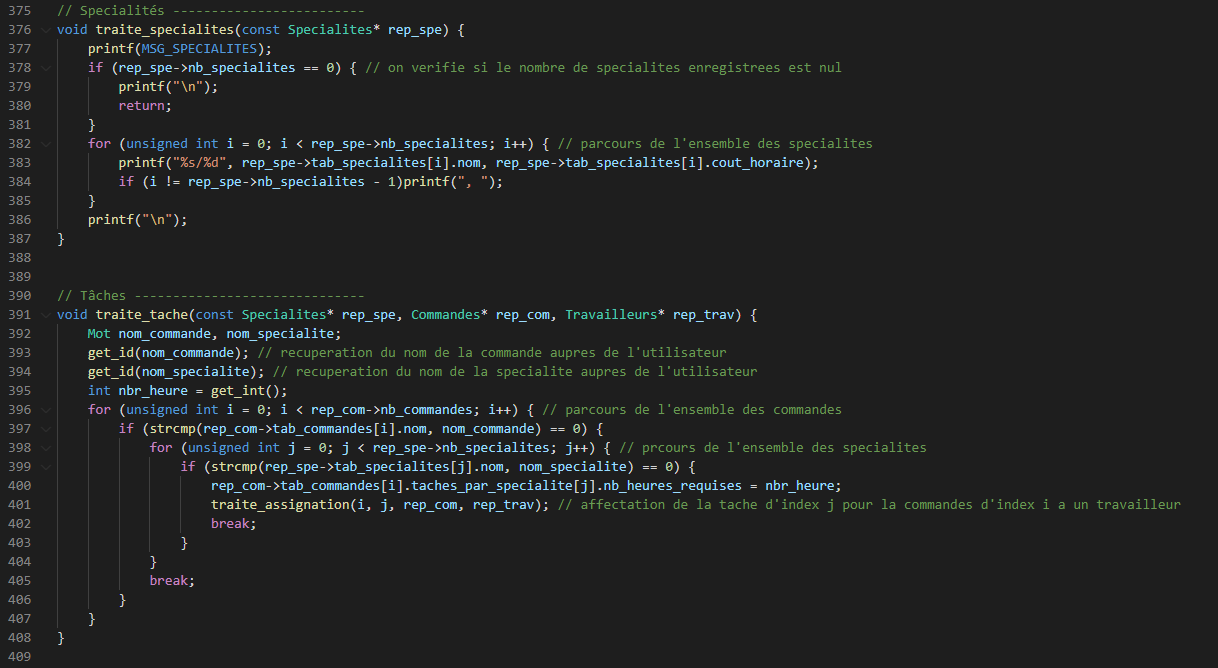 375 // Specialités -------------------------
376 void traite_specialites(const Specialites* rep_spe) {
377     printf(MSG_SPECIALITES);
378     if (rep_spe->nb_specialites == 0) { // on verifie si le nombre de specialites enregistrees est nul
379         printf("\n");
380         return;
381     }
382     for (unsigned int i = 0; i < rep_spe->nb_specialites; i++) { // parcours de l'ensemble des specialites
383         printf("%s/%d", rep_spe->tab_specialites[i].nom, rep_spe->tab_specialites[i].cout_horaire);
384         if (i != rep_spe->nb_specialites - 1)printf(", ");
385     }
386     printf("\n");
387 }
388
389
390 // Tâches ------------------------------
391 void traite_tache(const Specialites* rep_spe, Commandes* rep_com, Travailleurs* rep_trav) {
392     Mot nom_commande, nom_specialite;
393     get_id(nom_commande); // recuperation du nom de la commande aupres de l'utilisateur
394     get_id(nom_specialite); // recuperation du nom de la specialite aupres de l'utilisateur
395     int nbr_heure = get_int();
396     for (unsigned int i = 0; i < rep_com->nb_commandes; i++) { // parcours de l'ensemble des commandes
397         if (strcmp(rep_com->tab_commandes[i].nom, nom_commande) == 0) {
398             for (unsigned int j = 0; j < rep_spe->nb_specialites; j++) { // prcours de l'ensemble des specialites
399                 if (strcmp(rep_spe->tab_specialites[j].nom, nom_specialite) == 0) {
400                     rep_com->tab_commandes[i].taches_par_specialite[j].nb_heures_requises = nbr_heure;
401                     traite_assignation(i, j, rep_com, rep_trav); // affectation de la tache d'index j pour la commandes d'index i a un travailleur
402                     break;
403                 }
404             }
405             break;
406         }
407     }
408 }
409